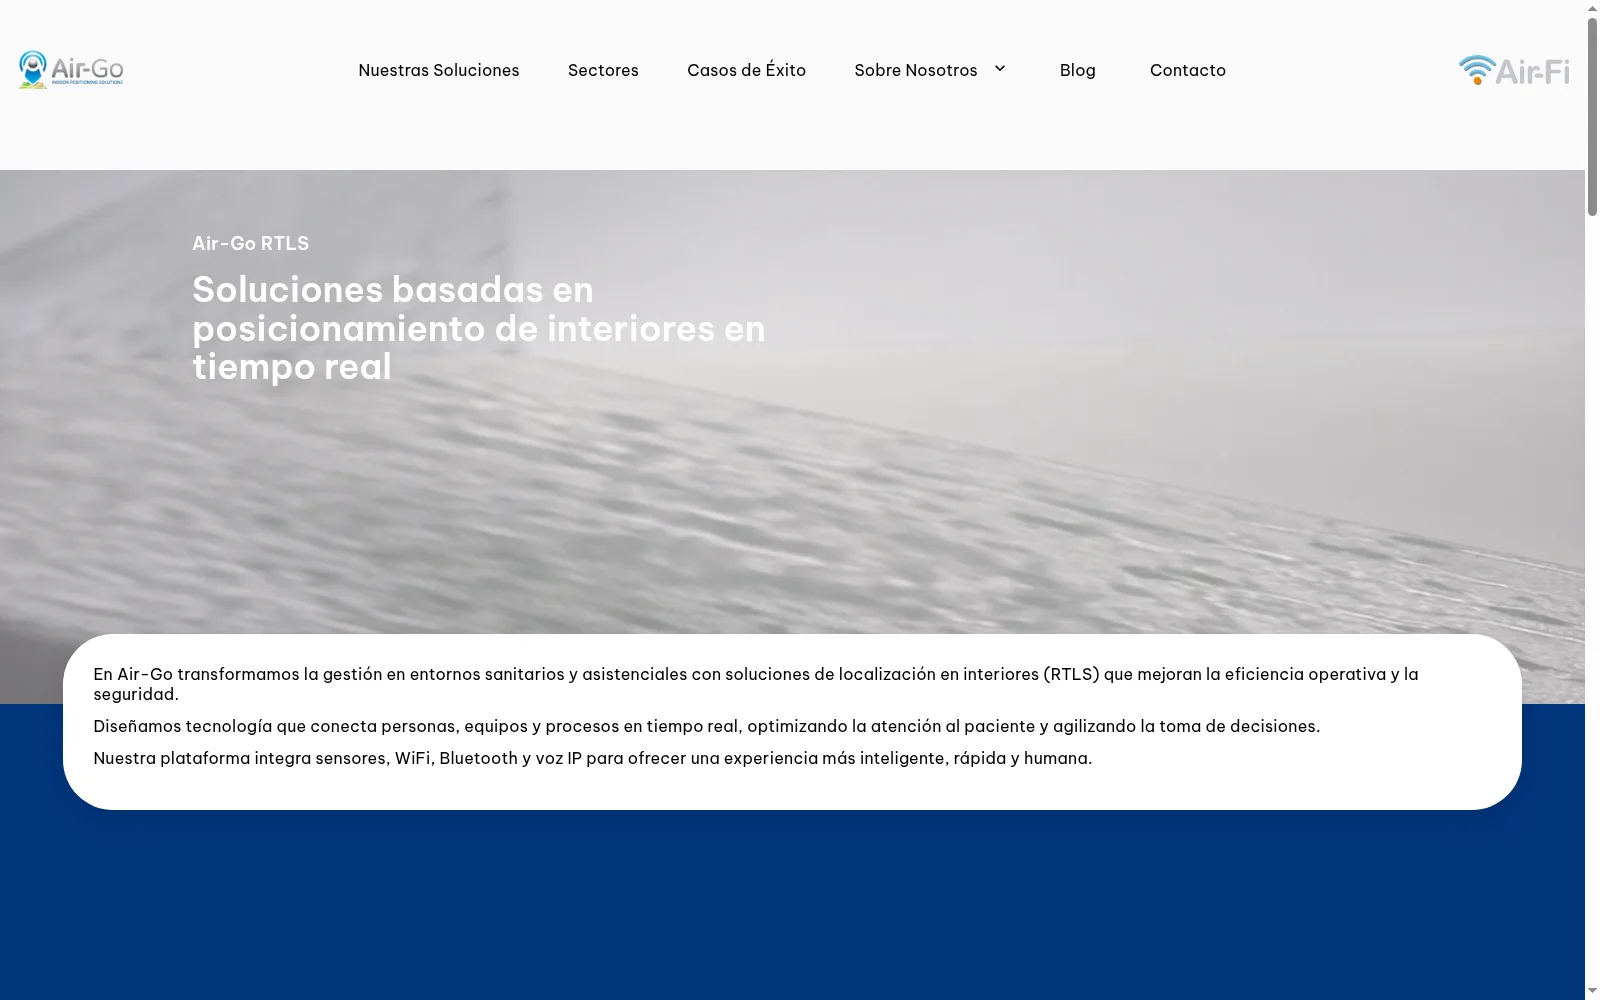 Air-Go
INDOOR POSITIONING SOLUTIONS
Nuestras Soluciones
Sectores
Casos de Éxito
Sobre Nosotros
Blog
Contacto
Air-Fi
Air-Go RTLS
Soluciones basadas en
posicionamiento de interiores en
tiempo real
En Air-Go transformamos la gestión en entornos sanitarios y asistenciales con soluciones de localización en interiores (RTLS) que mejoran la eficiencia operativa y la
seguridad.
Diseñamos tecnología que conecta personas, equipos y procesos en tiempo real, optimizando la atención al paciente y agilizando la toma de decisiones.
Nuestra plataforma integra sensores, WiFi, Bluetooth y voz IP para ofrecer una experiencia más inteligente, rápida y humana.